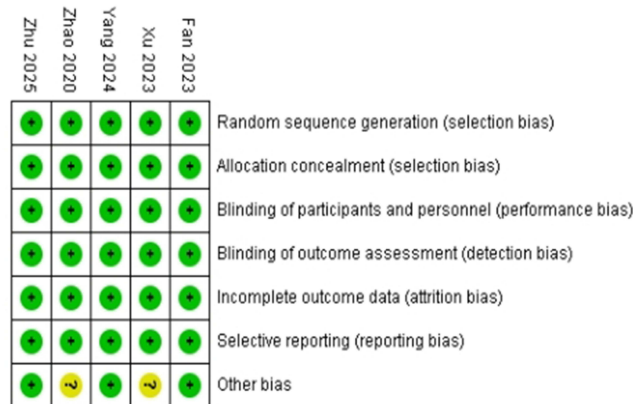 Zhu 2025
Zhao 2020
Yang 2024
Xu 2023
Fan 2023
+ + + + + Random sequence generation (selection bias)
+ + + + + Allocation concealment (selection bias)
+ + + + + Blinding of participants and personnel (performance bias)
+ + + + + Blinding of outcome assessment (detection bias)
+ + + + + Incomplete outcome data (attrition bias)
+ + + + + Selective reporting (reporting bias)
+ ? + ? + Other bias